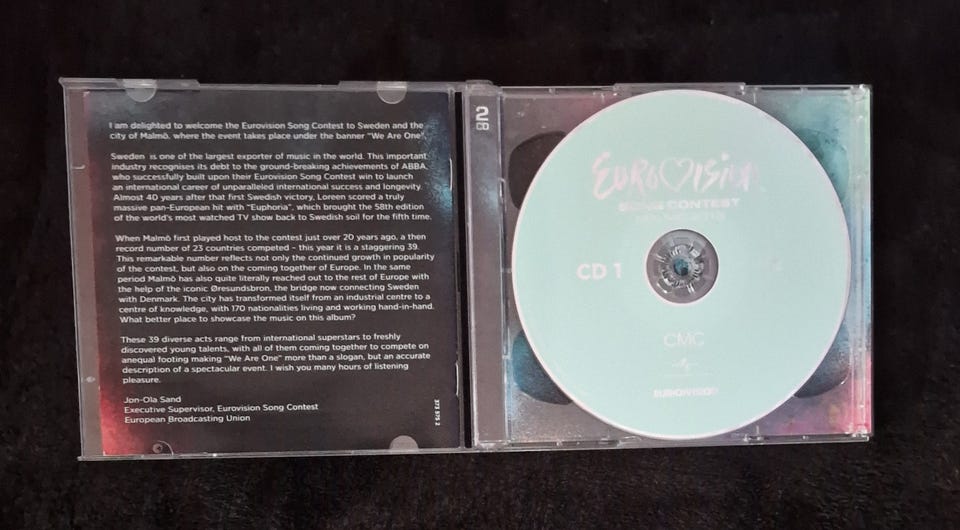 I am delighted to welcome the Eurovision Song Contest to Sweden and the
city of Malmö, where the event takes place under the banner "We Are One".
Sweden is one of the largest exporter of music in the world. This important
industry recognises its debt to the ground-breaking achievements of ABBA,
who successfully built upon their Eurovision Song Contest win to launch
an international career of unparalleled international success and longevity.
Almost 40 years after that first Swedish victory, Loreen scored a truly
massive pan-European hit with "Euphoria", which brought the 58th edition
of the world's most watched TV show back to Swedish soil for the fifth time.
When Malmö first played host to the contest just over 20 years ago, a then
record number of 23 countries competed - this year it is a staggering 39.
This remarkable number reflects not only the continued growth in popularity
of the contest, but also on the coming together of Europe. In the same
period Malmö has also quite literally reached out to the rest of Europe with
the help of the iconic Øresundsbron, the bridge now connecting Sweden
with Denmark. The city has transformed itself from an industrial centre to a
centre of knowledge, with 170 nationalities living and working hand-in-hand.
What better place to showcase the music on this album?
These 39 diverse acts range from international superstars to freshly
discovered young talents, with all of them coming together to compete on
anequal footing making "We Are One" more than a slogan, but an accurate
description of a spectacular event. I wish you many hours of listening
pleasure.
Jon-Ola Sand
Executive Supervisor, Eurovision Song Contest
European Broadcasting Union
373 575 2
2
CD
EUROVISION
SONG CONTEST
CD 1
CMC
EUROVISION